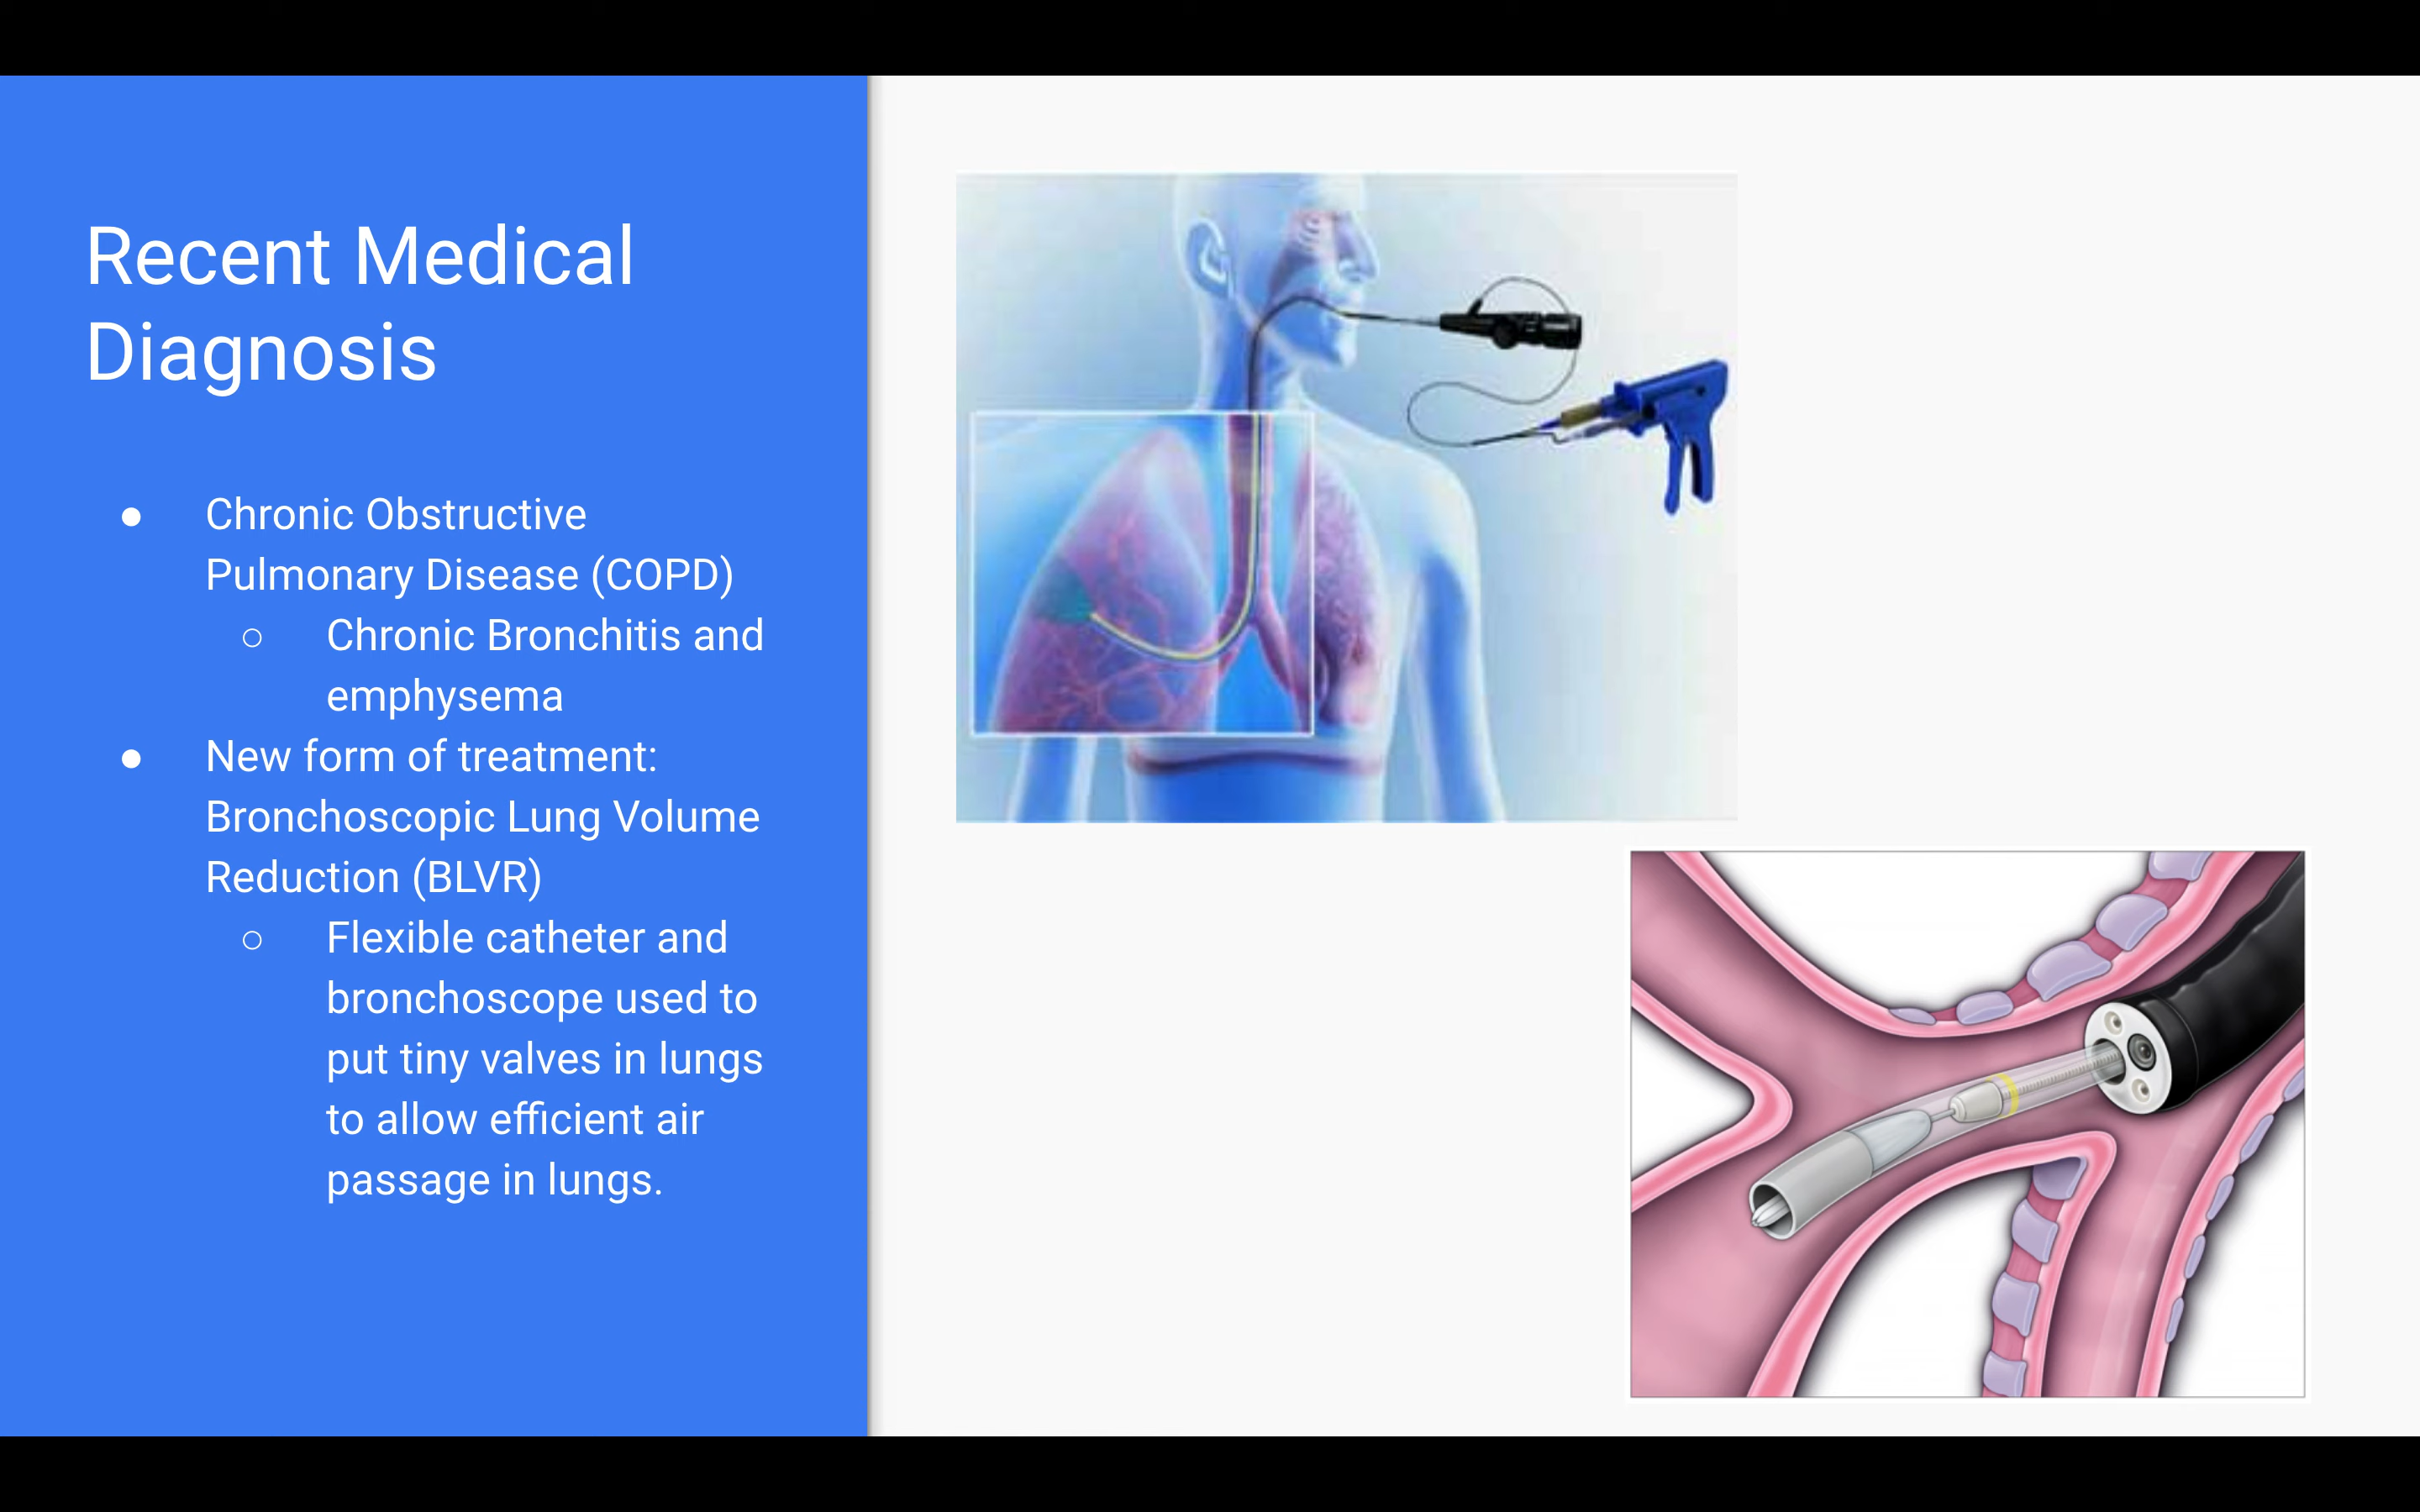 Recent Medical
Diagnosis
● Chronic Obstructive
Pulmonary Disease (COPD)
○ Chronic Bronchitis and
emphysema
● New form of treatment:
Bronchoscopic Lung Volume
Reduction (BLVR)
○ Flexible catheter and
bronchoscope used to
put tiny valves in lungs
to allow efficient air
passage in lungs.